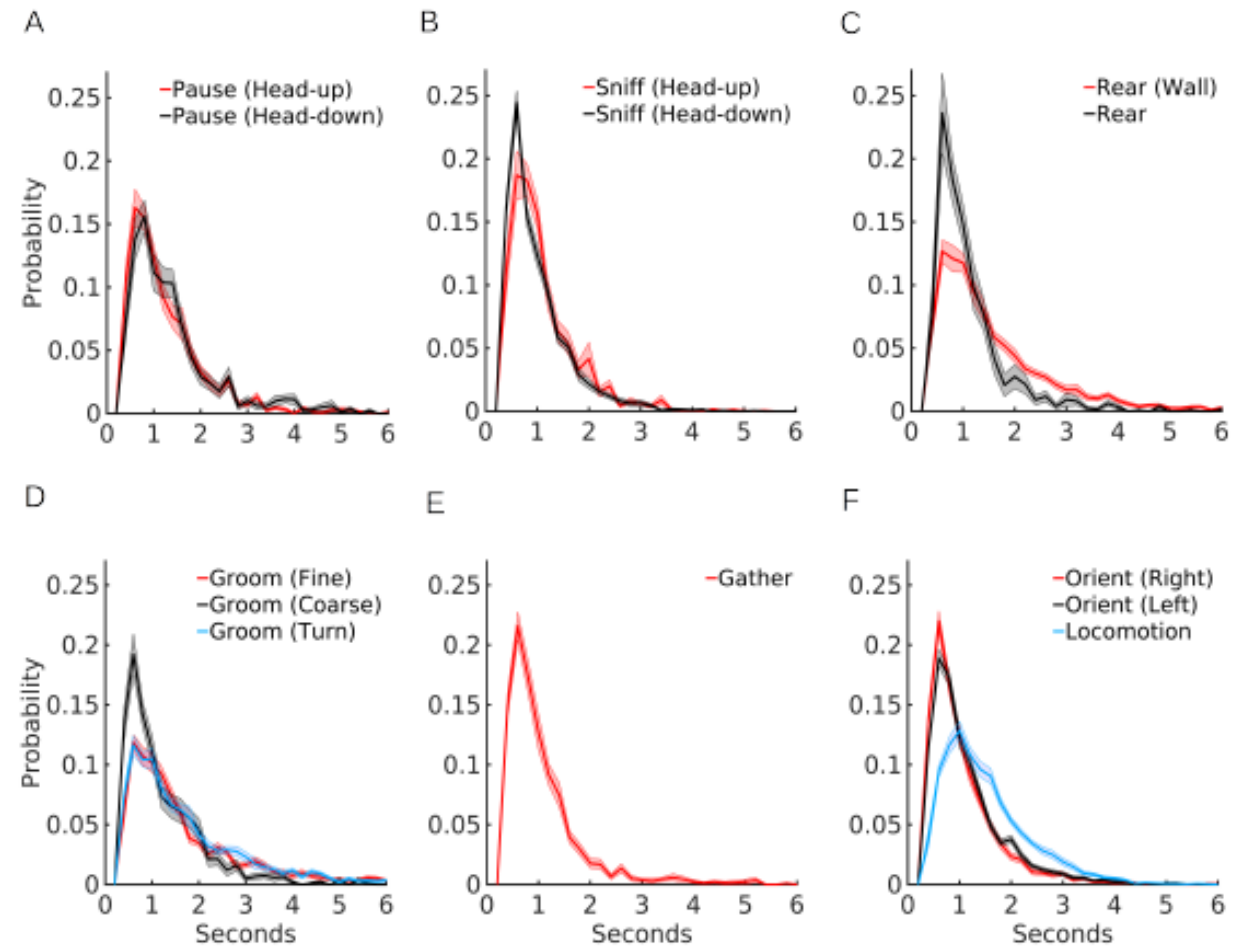 A
B
C
Pause (Head-up)
Pause (Head-down)
Sniff (Head-up)
Sniff (Head-down)
Rear (Wall)
Rear
Probability
0.25
0.2
0.15
0.1
0.05
0
0 1 2 3 4 5 6
0.25
0.2
0.15
0.1
0.05
0
0 1 2 3 4 5 6
0.25
0.2
0.15
0.1
0.05
0
0 1 2 3 4 5 6
D
E
F
Groom (Fine)
Groom (Coarse)
Groom (Turn)
Gather
Orient (Right)
Orient (Left)
Locomotion
Probability
0.25
0.2
0.15
0.1
0.05
0
0 1 2 3 4 5 6
Seconds
0.25
0.2
0.15
0.1
0.05
0
0 1 2 3 4 5 6
Seconds
0.25
0.2
0.15
0.1
0.05
0
0 1 2 3 4 5 6
Seconds